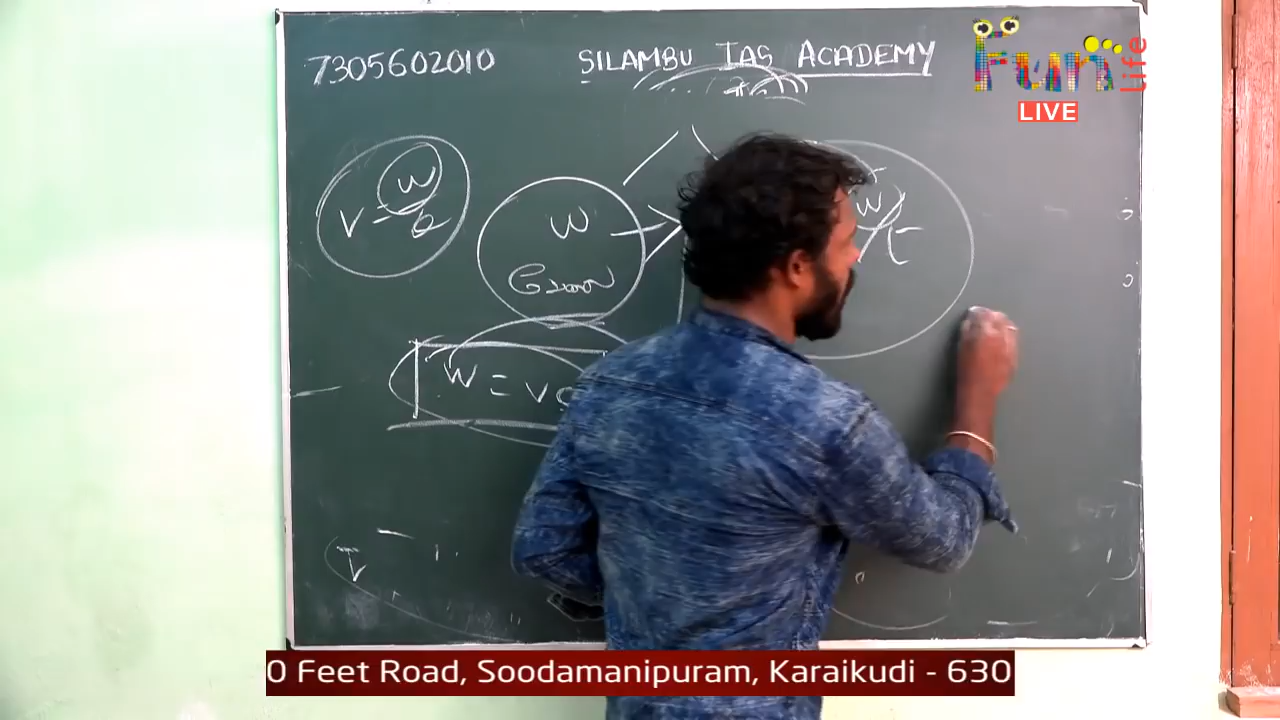 7305602010 SILAMBU IAS ACADEMY
Fun life
LIVE
V = W/Q
W
W/t
W = V
0 Feet Road, Soodamanipuram, Karaikudi - 630